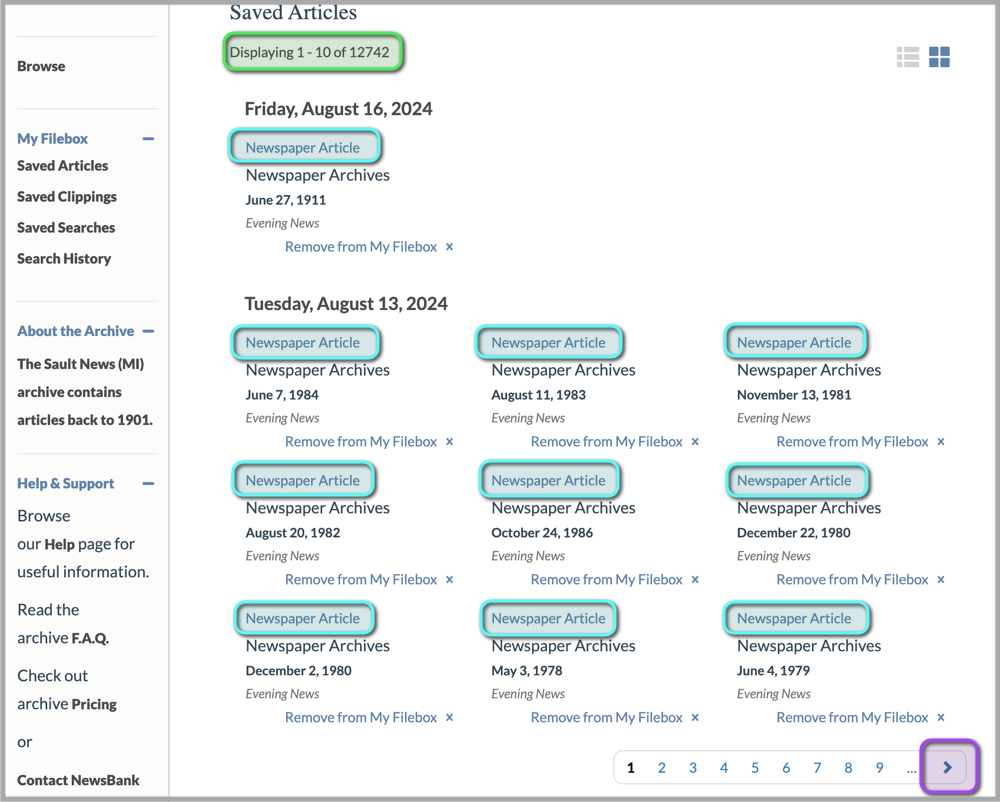 Saved Articles
Displaying 1 - 10 of 12742
Browse
My Filebox
Saved Articles
Saved Clippings
Saved Searches
Search History
About the Archive
The Sault News (MI)
archive contains
articles back to 1901.
Help & Support
Browse
our Help page for
useful information.
Read the
archive F.A.Q.
Check out
archive Pricing
or
Contact NewsBank
Friday, August 16, 2024
Newspaper Article
Newspaper Archives
June 27, 1911
Evening News
Remove from My Filebox ×
Tuesday, August 13, 2024
Newspaper Article
Newspaper Archives
June 7, 1984
Evening News
Remove from My Filebox ×
Newspaper Article
Newspaper Archives
August 11, 1983
Evening News
Remove from My Filebox ×
Newspaper Article
Newspaper Archives
November 13, 1981
Evening News
Remove from My Filebox ×
Newspaper Article
Newspaper Archives
August 20, 1982
Evening News
Remove from My Filebox ×
Newspaper Article
Newspaper Archives
October 24, 1986
Evening News
Remove from My Filebox ×
Newspaper Article
Newspaper Archives
December 22, 1980
Evening News
Remove from My Filebox ×
Newspaper Article
Newspaper Archives
December 2, 1980
Evening News
Remove from My Filebox ×
Newspaper Article
Newspaper Archives
May 3, 1978
Evening News
Remove from My Filebox ×
Newspaper Article
Newspaper Archives
June 4, 1979
Evening News
Remove from My Filebox ×
1 2 3 4 5 6 7 8 9 ...